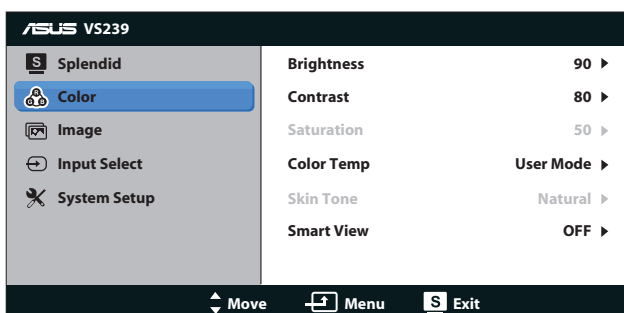 ASUS VS239
S Splendid
Color
Image
Input Select
System Setup
Brightness 90
Contrast 80
Saturation 50
Color Temp User Mode
Skin Tone Natural
Smart View OFF
Move Menu S Exit